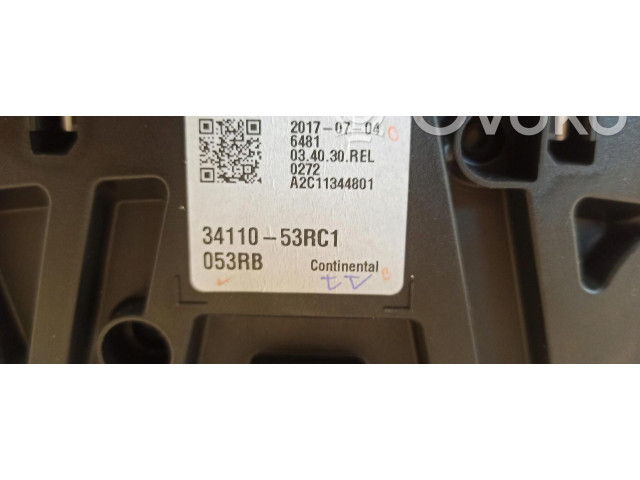 2017-07-04
6481
03.40.30.REL
0272
A2C11344801
34110-53RC1
053RB
Continental
Ovoko